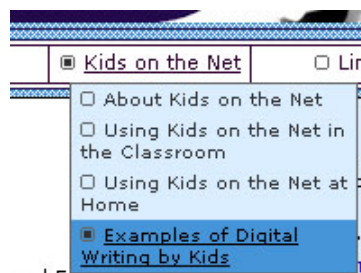 Kids on the Net
About Kids on the Net
Using Kids on the Net in
the Classroom
Using Kids on the Net at
Home
Examples of Digital
Writing by Kids